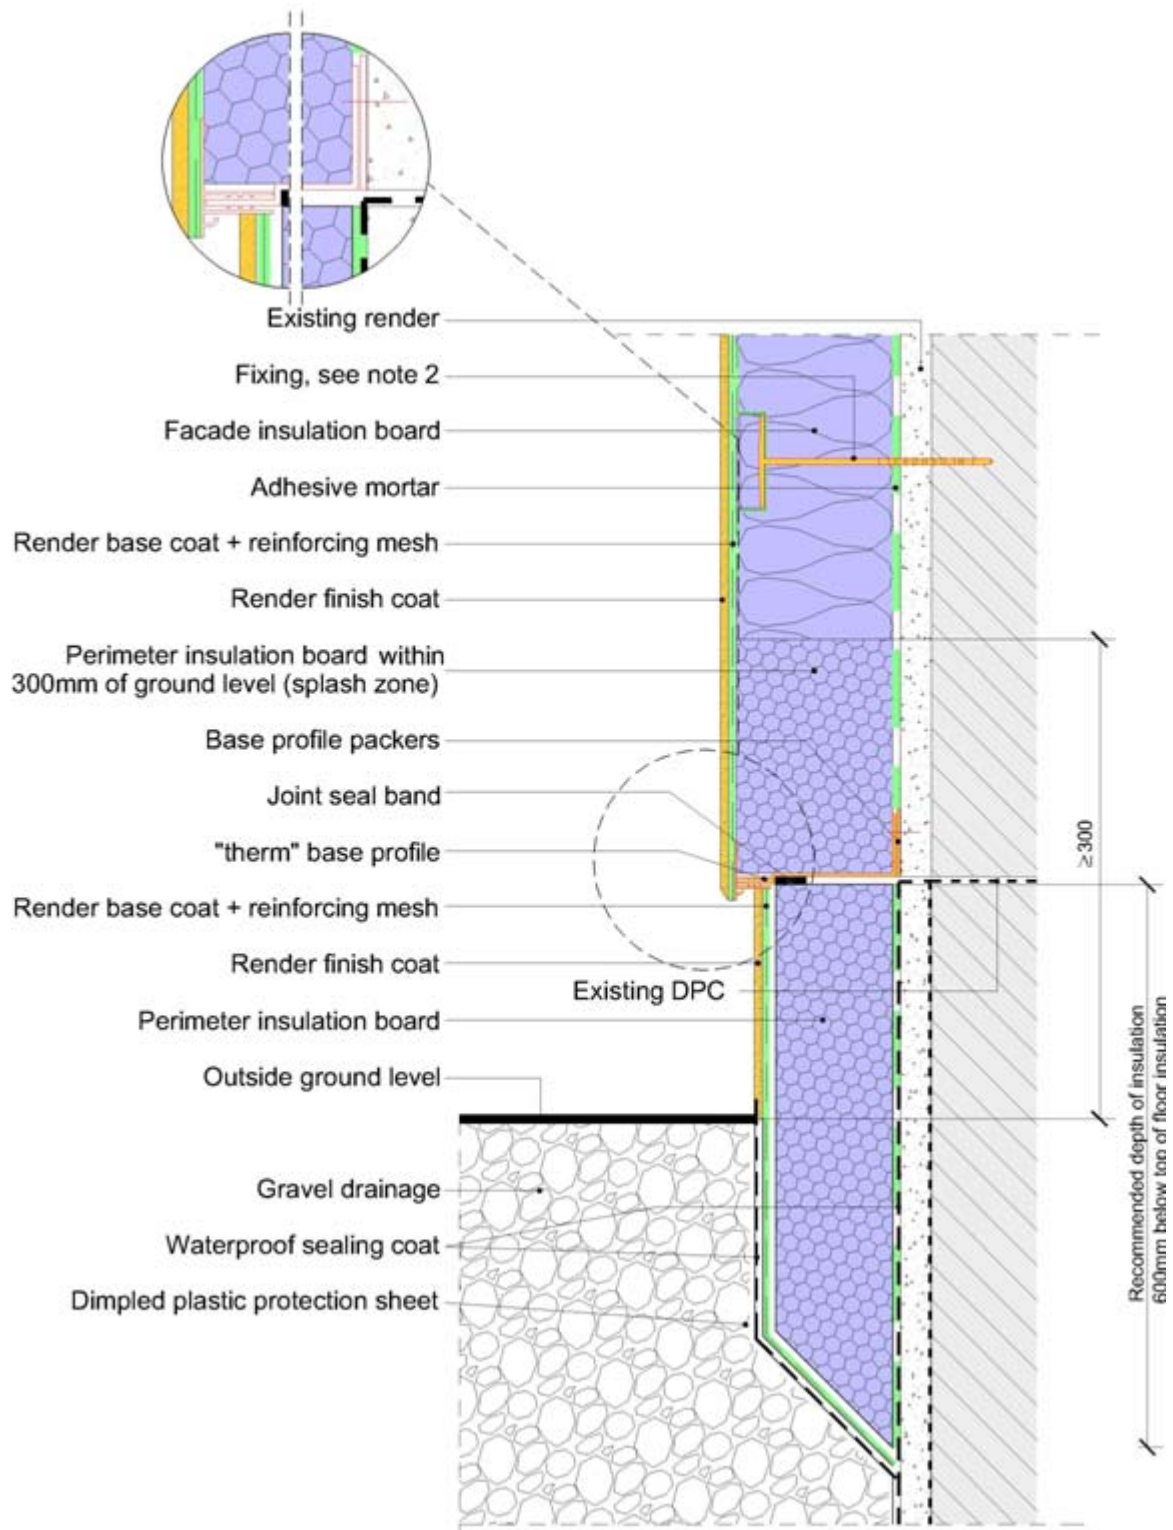 Existing render
Fixing, see note 2
Facade insulation board
Adhesive mortar
Render base coat + reinforcing mesh
Render finish coat
Perimeter insulation board within
300mm of ground level (splash zone)
Base profile packers
Joint seal band
"therm" base profile
Render base coat + reinforcing mesh
Render finish coat
Existing DPC
Perimeter insulation board
Outside ground level
Gravel drainage
Waterproof sealing coat
Dimpled plastic protection sheet
≥300
Recommended depth of insulation
600mm below top of floor insulation